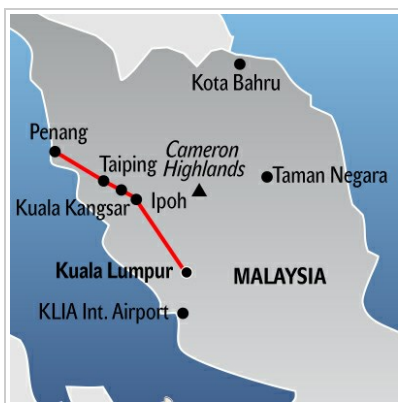 Kota Bahru
Penang
Taiping
Cameron
Highlands
Taman Negara
Kuala Kangsar
Ipoh
Kuala Lumpur
MALAYSIA
KLIA Int. Airport